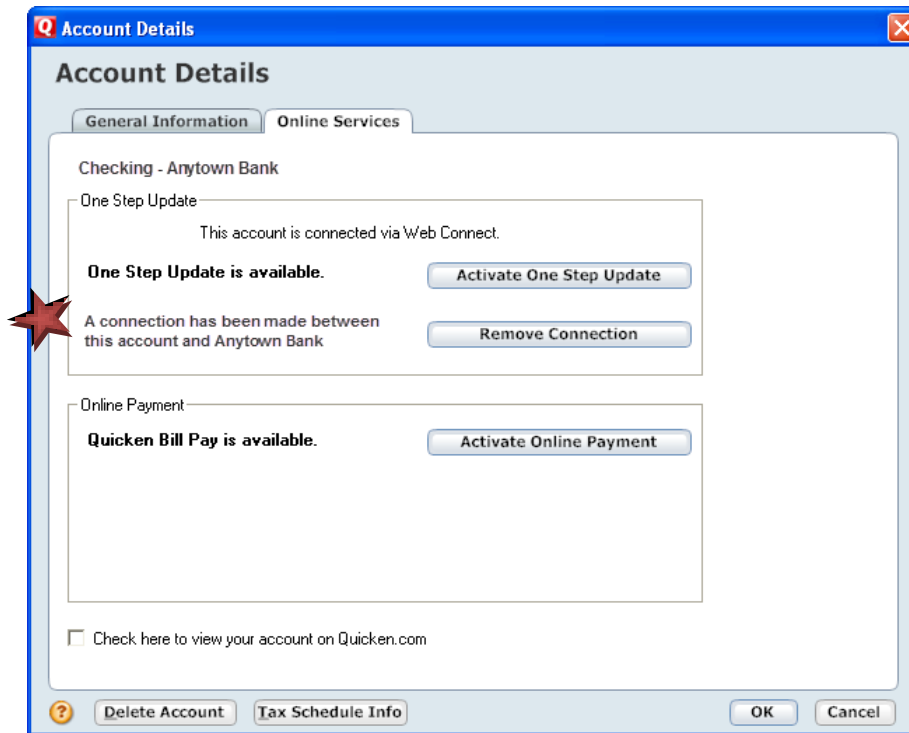 Q Account Details
Account Details
General Information Online Services
Checking - Anytown Bank
One Step Update
This account is connected via Web Connect.
One Step Update is available. Activate One Step Update
A connection has been made between
this account and Anytown Bank
Remove Connection
Online Payment
Quicken Bill Pay is available. Activate Online Payment
Check here to view your account on Quicken.com
? Delete Account Tax Schedule Info OK Cancel